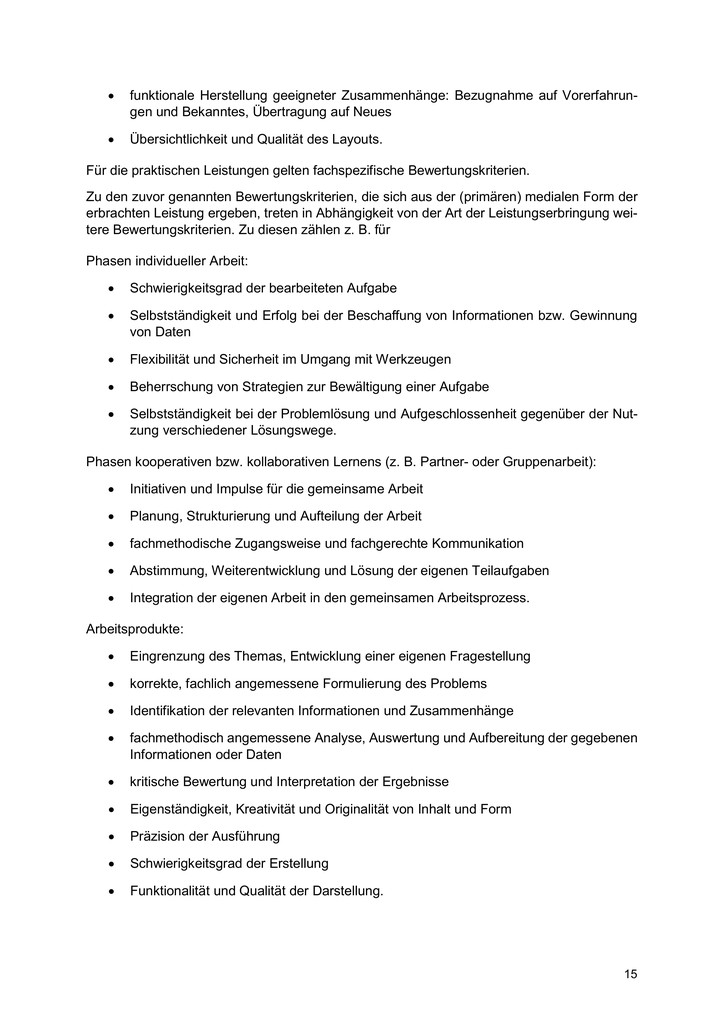 • funktionale Herstellung geeigneter Zusammenhänge: Bezugnahme auf Vorerfahrun-
gen und Bekanntes, Übertragung auf Neues
• Übersichtlichkeit und Qualität des Layouts.
Für die praktischen Leistungen gelten fachspezifische Bewertungskriterien.
Zu den zuvor genannten Bewertungskriterien, die sich aus der (primären) medialen Form der
erbrachten Leistung ergeben, treten in Abhängigkeit von der Art der Leistungserbringung wei-
tere Bewertungskriterien. Zu diesen zählen z. B. für
Phasen individueller Arbeit:
• Schwierigkeitsgrad der bearbeiteten Aufgabe
• Selbstständigkeit und Erfolg bei der Beschaffung von Informationen bzw. Gewinnung
von Daten
• Flexibilität und Sicherheit im Umgang mit Werkzeugen
• Beherrschung von Strategien zur Bewältigung einer Aufgabe
• Selbstständigkeit bei der Problemlösung und Aufgeschlossenheit gegenüber der Nut-
zung verschiedener Lösungswege.
Phasen kooperativen bzw. kollaborativen Lernens (z. B. Partner- oder Gruppenarbeit):
• Initiativen und Impulse für die gemeinsame Arbeit
• Planung, Strukturierung und Aufteilung der Arbeit
• fachmethodische Zugangsweise und fachgerechte Kommunikation
• Abstimmung, Weiterentwicklung und Lösung der eigenen Teilaufgaben
• Integration der eigenen Arbeit in den gemeinsamen Arbeitsprozess.
Arbeitsprodukte:
• Eingrenzung des Themas, Entwicklung einer eigenen Fragestellung
• korrekte, fachlich angemessene Formulierung des Problems
• Identifikation der relevanten Informationen und Zusammenhänge
• fachmethodisch angemessene Analyse, Auswertung und Aufbereitung der gegebenen
Informationen oder Daten
• kritische Bewertung und Interpretation der Ergebnisse
• Eigenständigkeit, Kreativität und Originalität von Inhalt und Form
• Präzision der Ausführung
• Schwierigkeitsgrad der Erstellung
• Funktionalität und Qualität der Darstellung.
15